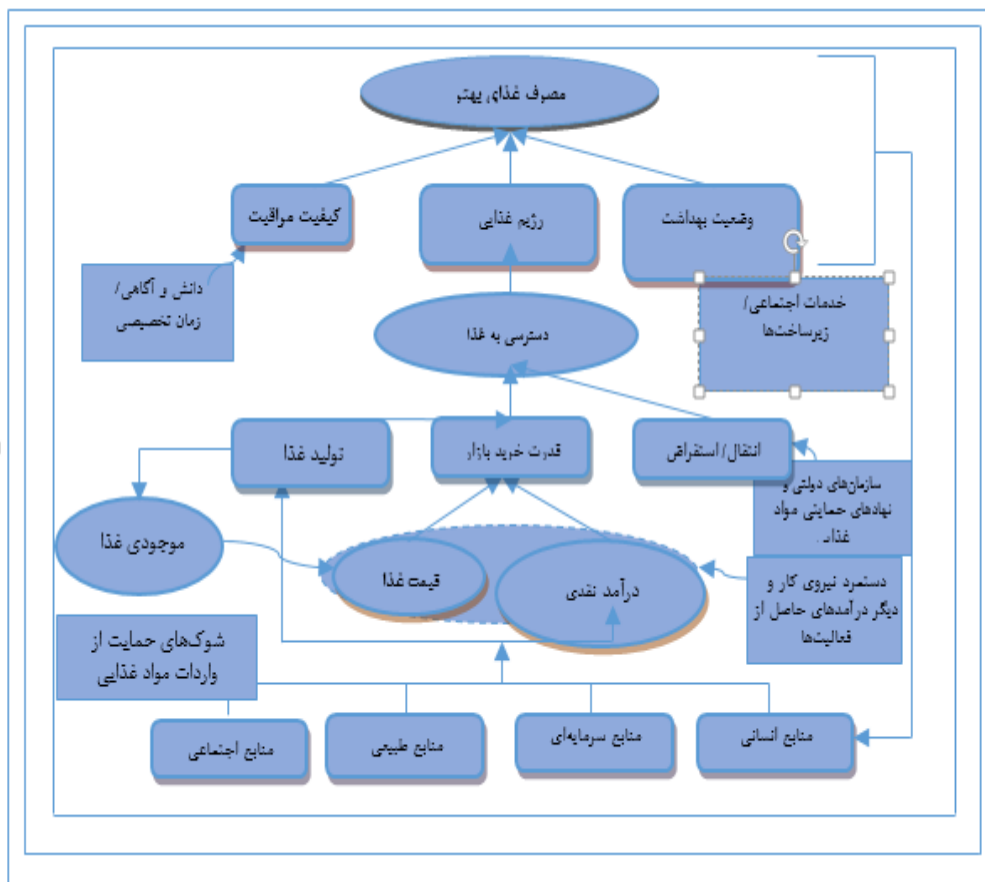 مصرف غذای بهتر
وضعیت بهداشت
رژیم غذایی
کیفیت مراقبت
دانش و آگاهی/
زمان تخصیصی
خدمات اجتماعی/
زیرساخت‌ها
دسترسی به غذا
انتقال/استقراض
قدرت خرید بازار
تولید غذا
سازمان‌های دولتی و
نهادهای حمایتی مواد
موجودی غذا
قیمت غذا
درآمد نقدی
دستمزد نیروی کار و
دیگر درآمدهای حاصل از
فعالیت‌ها
شوک‌های حمایت از
واردات مواد غذایی
منابع انسانی
منابع سرمایه‌ای
منابع طبیعی
منابع اجتماعی